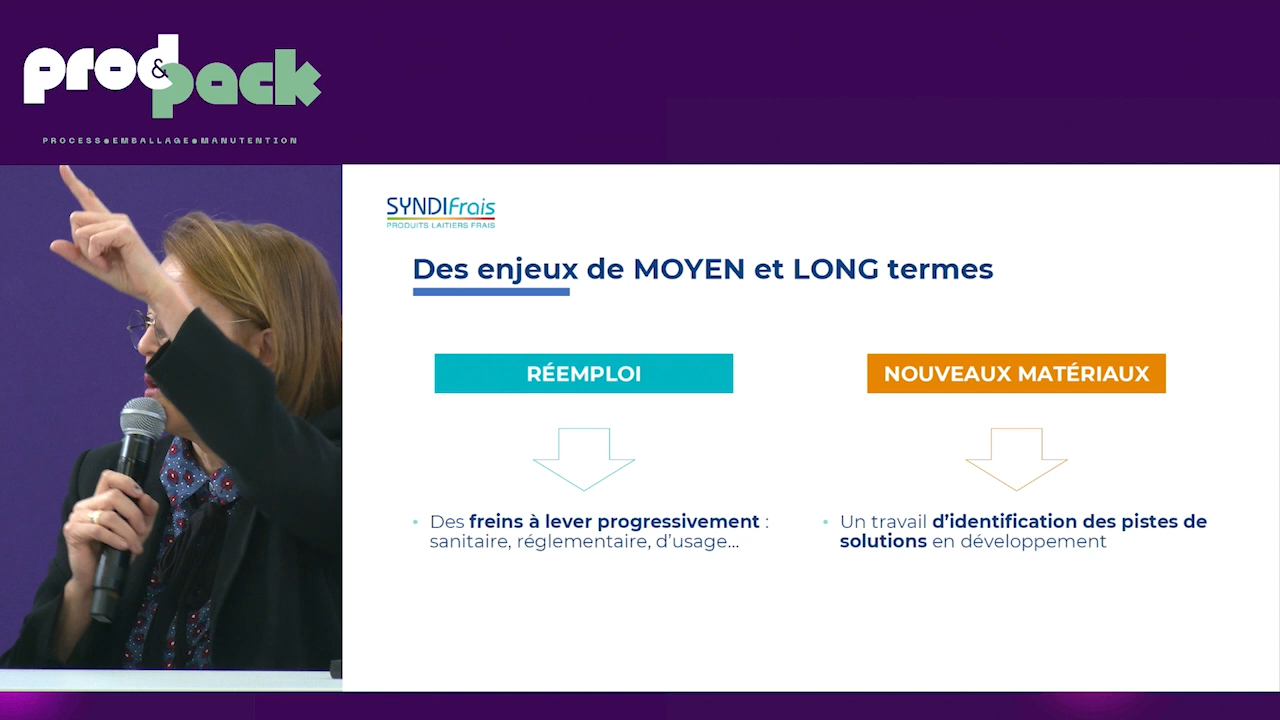 prod&pack
PROCESS●EMBALLAGE●MANUTENTION
SYNDIFrais
PRODUITS LAITIERS FRAIS
Des enjeux de MOYEN et LONG termes
RÉEMPLOI
NOUVEAUX MATÉRIAUX
• Des freins à lever progressivement :
sanitaire, réglementaire, d’usage...
• Un travail d’identification des pistes de
solutions en développement